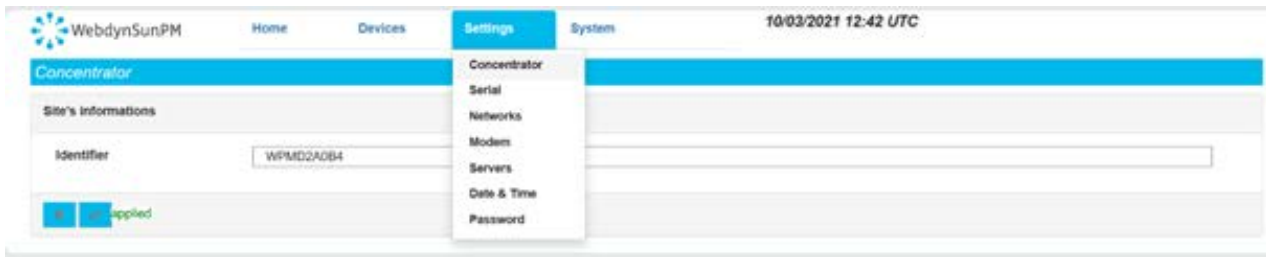 WebdynSunPM Home Devices Settings System 10/03/2021 12:42 UTC
Concentrator
Concentrator
Serial
Site's informations
Networks
Modem
Identifier WPMD2A0B4
Servers
Date & Time
applied
Password